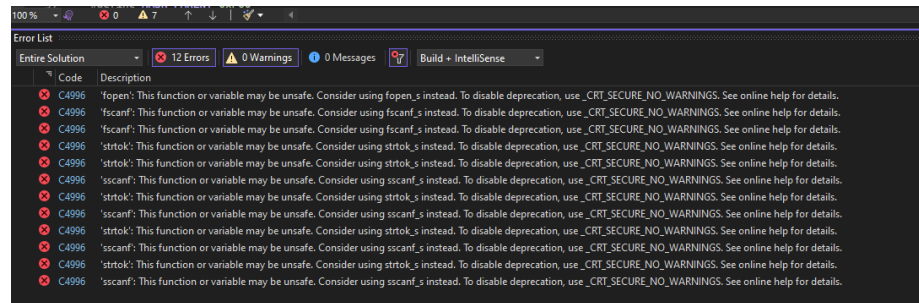 100 % 0 7
Error List
Entire Solution 12 Errors 0 Warnings 0 Messages Build + IntelliSense
Code Description
C4996 'fopen': This function or variable may be unsafe. Consider using fopen_s instead. To disable deprecation, use _CRT_SECURE_NO_WARNINGS. See online help for details.
C4996 'fscanf': This function or variable may be unsafe. Consider using fscanf_s instead. To disable deprecation, use _CRT_SECURE_NO_WARNINGS. See online help for details.
C4996 'fscanf': This function or variable may be unsafe. Consider using fscanf_s instead. To disable deprecation, use _CRT_SECURE_NO_WARNINGS. See online help for details.
C4996 'strtok': This function or variable may be unsafe. Consider using strtok_s instead. To disable deprecation, use _CRT_SECURE_NO_WARNINGS. See online help for details.
C4996 'strtok': This function or variable may be unsafe. Consider using strtok_s instead. To disable deprecation, use _CRT_SECURE_NO_WARNINGS. See online help for details.
C4996 'sscanf': This function or variable may be unsafe. Consider using sscanf_s instead. To disable deprecation, use _CRT_SECURE_NO_WARNINGS. See online help for details.
C4996 'strtok': This function or variable may be unsafe. Consider using strtok_s instead. To disable deprecation, use _CRT_SECURE_NO_WARNINGS. See online help for details.
C4996 'sscanf': This function or variable may be unsafe. Consider using sscanf_s instead. To disable deprecation, use _CRT_SECURE_NO_WARNINGS. See online help for details.
C4996 'strtok': This function or variable may be unsafe. Consider using strtok_s instead. To disable deprecation, use _CRT_SECURE_NO_WARNINGS. See online help for details.
C4996 'sscanf': This function or variable may be unsafe. Consider using sscanf_s instead. To disable deprecation, use _CRT_SECURE_NO_WARNINGS. See online help for details.
C4996 'strtok': This function or variable may be unsafe. Consider using strtok_s instead. To disable deprecation, use _CRT_SECURE_NO_WARNINGS. See online help for details.
C4996 'sscanf': This function or variable may be unsafe. Consider using sscanf_s instead. To disable deprecation, use _CRT_SECURE_NO_WARNINGS. See online help for details.